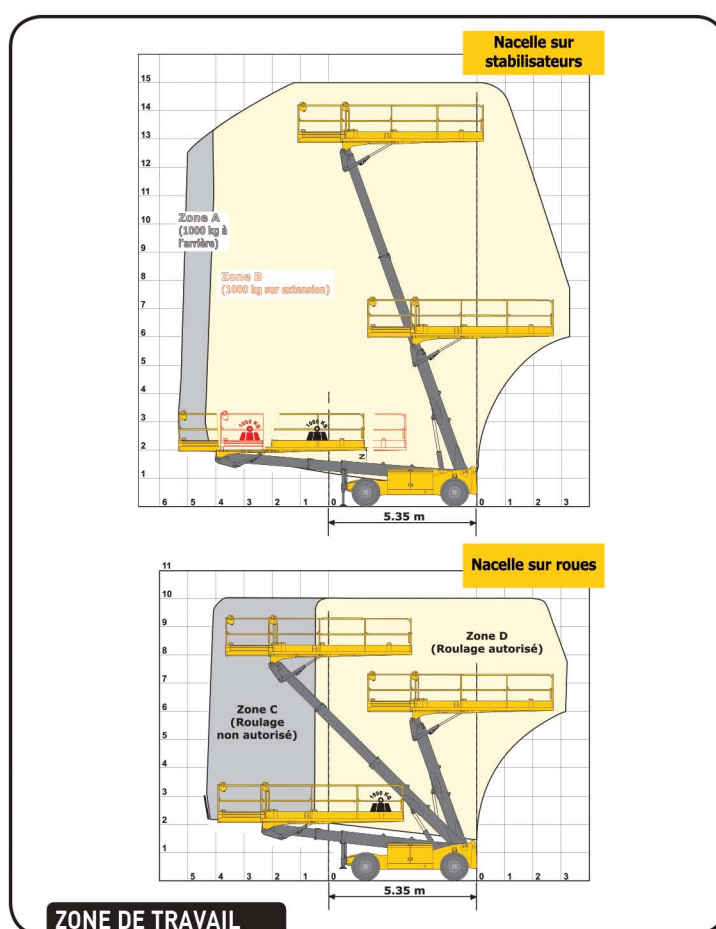 Nacelle sur
stabilisateurs
15
14
13
12
11
10
9
8
7
6
5
4
3
2
1
Zone A
(1000 kg à
l'arrière)
Zone B
(1000 kg sur extension)
1000 Kg
1000 Kg
N
6 5 4 3 2 1 0 0 1 2 3
5.35 m
Nacelle sur roues
11
10
9
8
7
6
5
4
3
2
1
Zone D
(Roulage autorisé)
Zone C
(Roulage
non autorisé)
1000 Kg
5 4 3 2 1 0 0 1 2 3
5.35 m
ZONE DE TRAVAIL